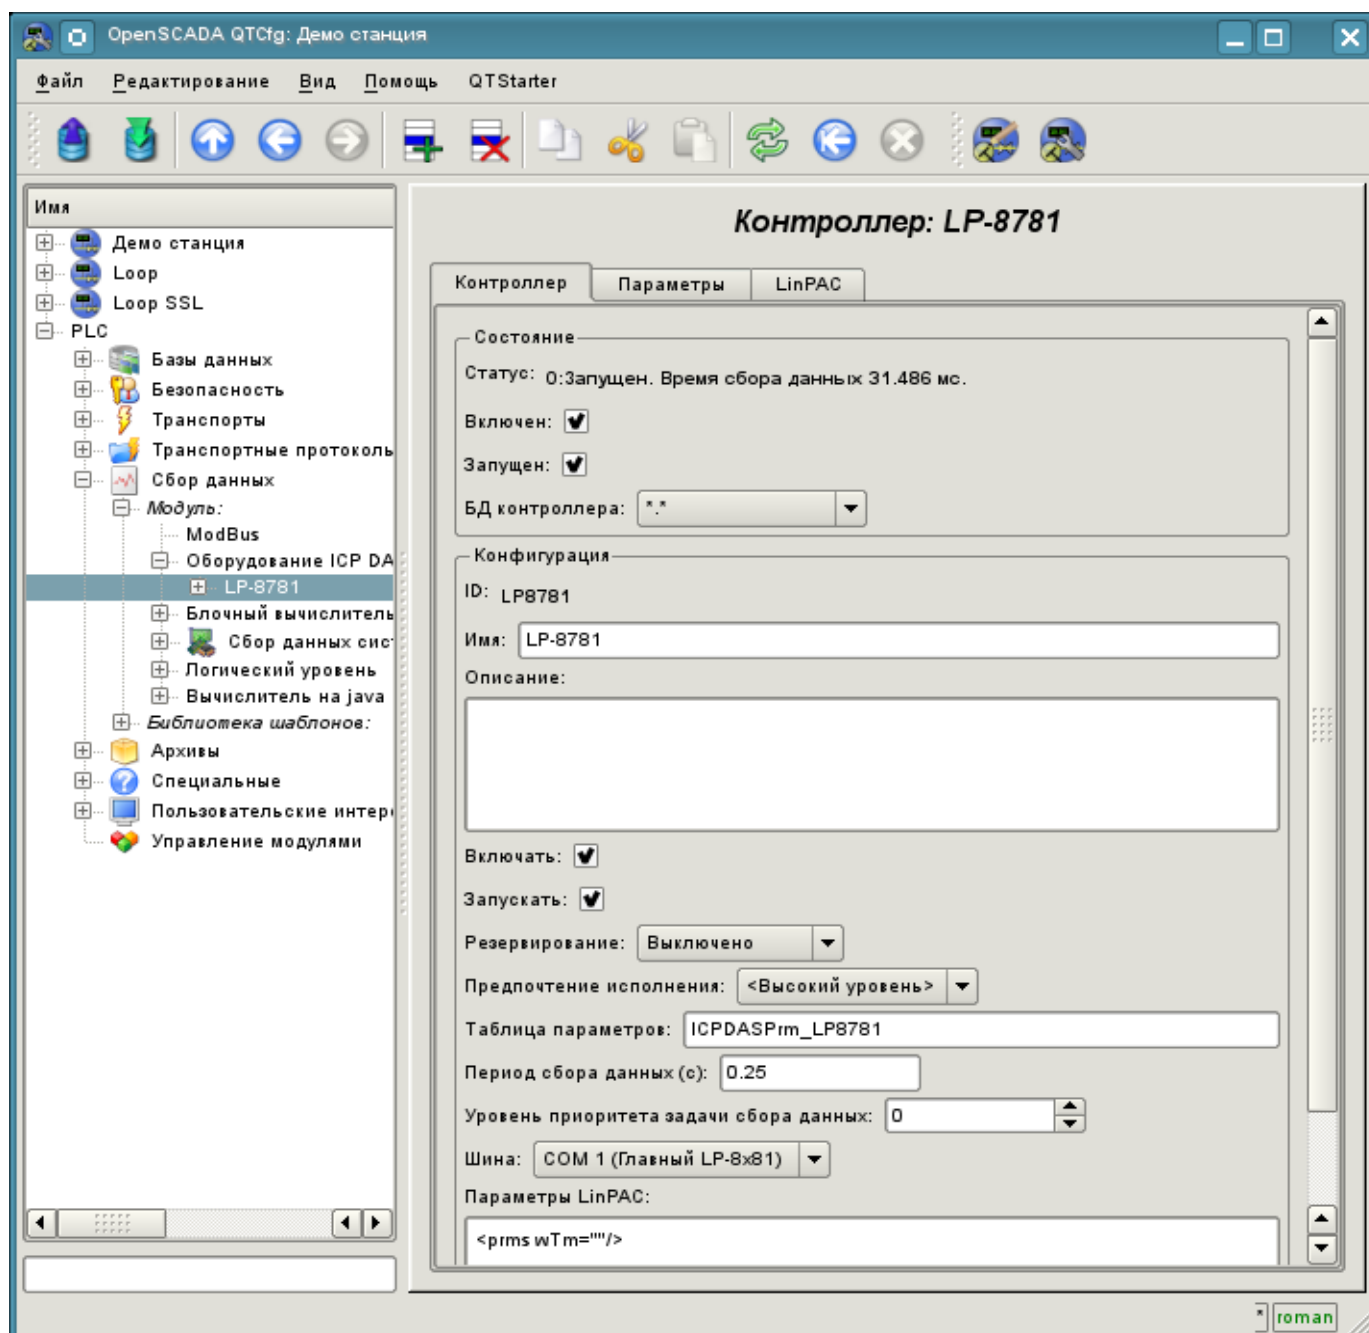 OpenSCADA QTCfg: Демо станция
Файл Редактирование Вид Помощь QTStarter
Имя
Демо станция
Loop
Loop SSL
PLC
Базы данных
Безопасность
Транспорты
Транспортные протоколь
Сбор данных
Модуль:
ModBus
Оборудование ICP DA
LP-8781
Блочный вычислитель
Сбор данных сис
Логический уровень
Вычислитель на java
Библиотека шаблонов:
Архивы
Специальные
Пользовательские интер
Управление модулями
Контроллер: LP-8781
Контроллер Параметры LinPAC
Состояние
Статус: 0:Запущен. Время сбора данных 31.486 мс.
Включен:
Запущен:
БД контроллера: *.*
Конфигурация
ID: LP8781
Имя: LP-8781
Описание:
Включать:
Запускать:
Резервирование: Выключено
Предпочтение исполнения: <Высокий уровень>
Таблица параметров: ICPDASPrm_LP8781
Период сбора данных (с): 0.25
Уровень приоритета задачи сбора данных: 0
Шина: COM 1 (Главный LP-8x81)
Параметры LinPAC:
<prms wTm=""/>
* roman